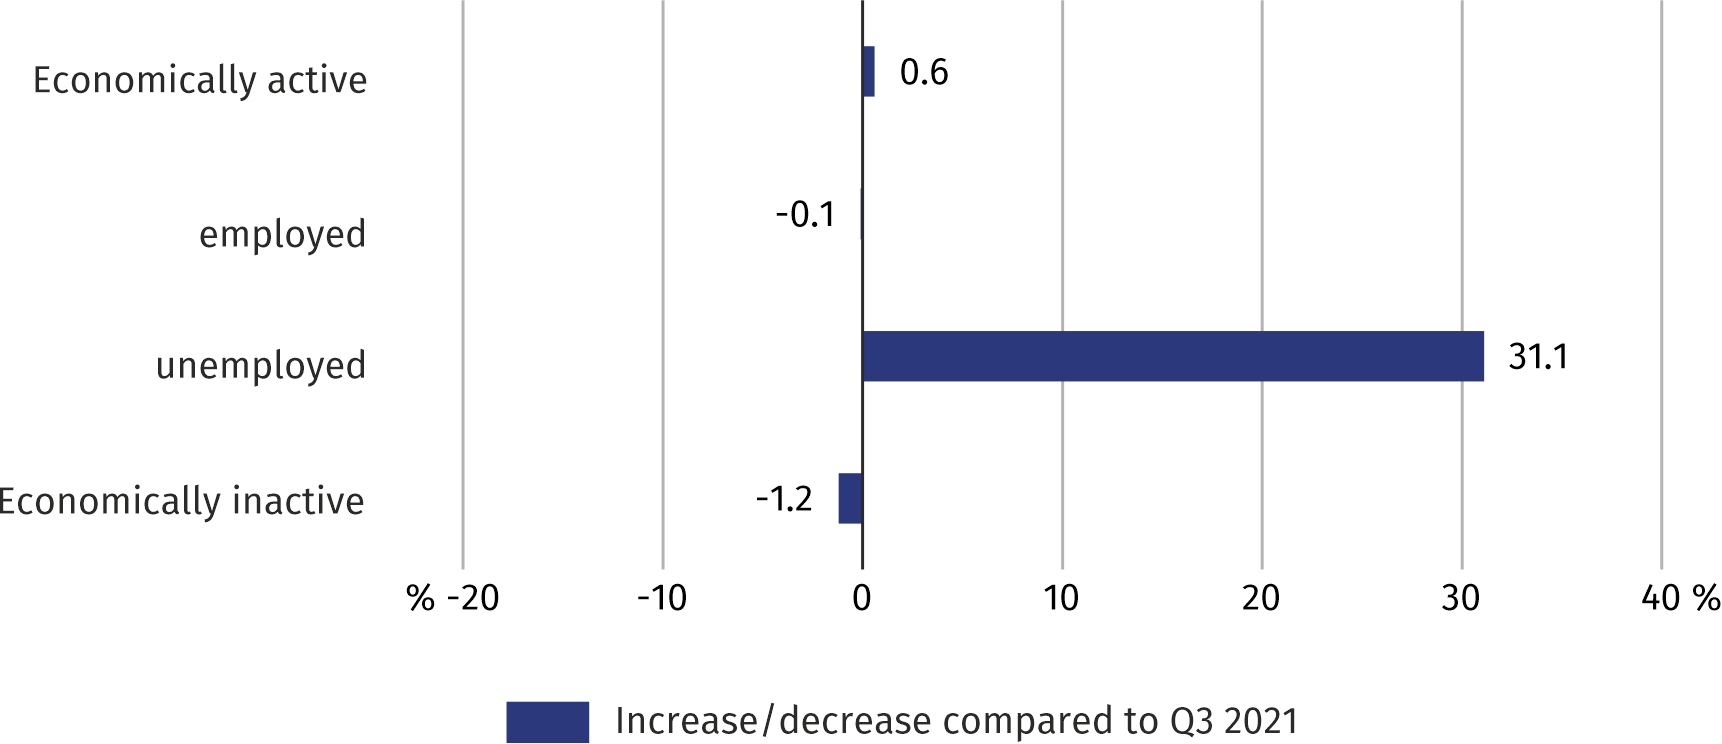 Economically active 0.6
employed -0.1
unemployed 31.1
Economically inactive -1.2
% -20 -10 0 10 20 30 40 %
Increase/decrease compared to Q3 2021